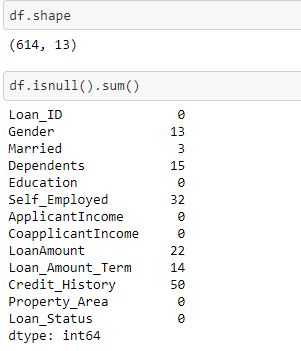 df.shape
(614, 13)
df.isnull().sum()
Loan_ID 0
Gender 13
Married 3
Dependents 15
Education 0
Self_Employed 32
ApplicantIncome 0
CoapplicantIncome 0
LoanAmount 22
Loan_Amount_Term 14
Credit_History 50
Property_Area 0
Loan_Status 0
dtype: int64